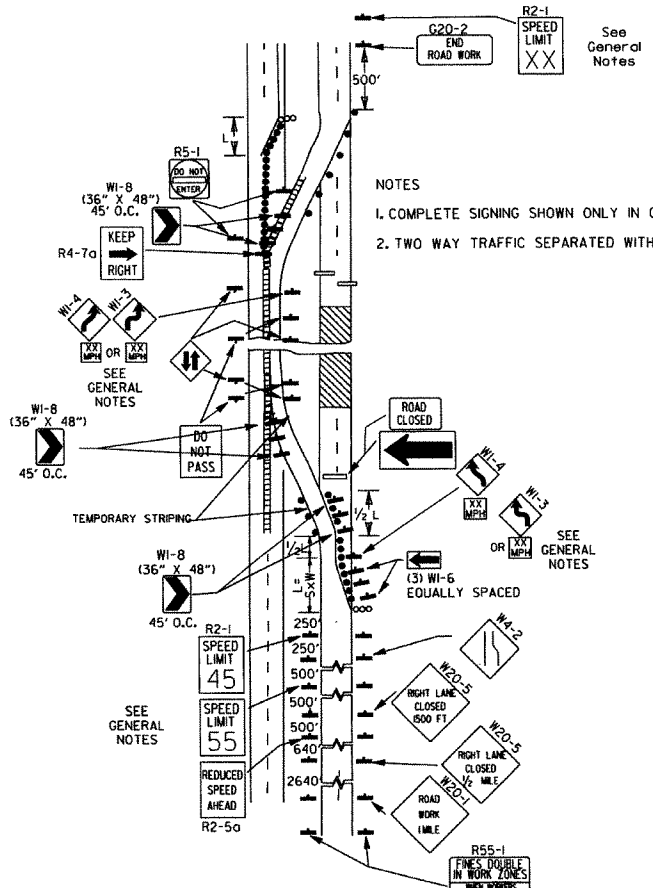 R2-1
SPEED
LIMIT
XX
See
General
Notes
G20-2
END
ROAD WORK
500'
L
R5-1
DO NOT
ENTER
W1-8
(36" X 48")
45' O.C.
KEEP
RIGHT
R4-7a
NOTES
1. COMPLETE SIGNING SHOWN ONLY IN
2. TWO WAY TRAFFIC SEPARATED WITH
W1-4
W1-3
XX
MPH
OR
XX
MPH
SEE
GENERAL
NOTES
W1-8
(36" X 48")
45' O.C.
DO
NOT
PASS
ROAD
CLOSED
W1-4
XX
MPH
W1-3
OR
XX
MPH
SEE
GENERAL
NOTES
TEMPORARY STRIPING
1/2 L
1/2 L
L=
SxW
W1-8
(36" X 48")
45' O.C.
(3) W1-6
EQUALLY SPACED
250'
250'
500'
500'
500'
640'
2640'
R2-1
SPEED
LIMIT
45
SPEED
LIMIT
55
SEE
GENERAL
NOTES
REDUCED
SPEED
AHEAD
R2-5a
W4-2
W20-5
RIGHT LANE
CLOSED
1500 FT
W20-5
RIGHT LANE
CLOSED
1/2 MILE
W20-1
ROAD
WORK
1 MILE
R55-1
FINES DOUBLE
IN WORK ZONES
WHEN WORKERS